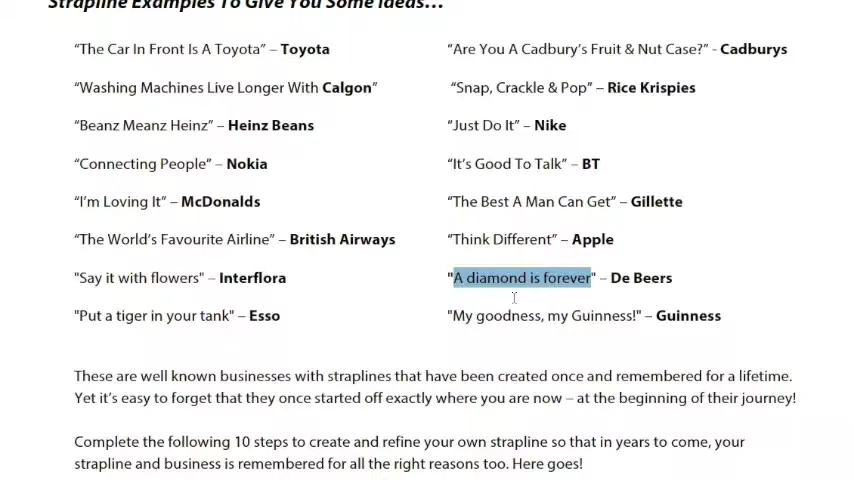 Strapline Examples To Give You Some Ideas...
“The Car In Front Is A Toyota” – Toyota
“Are You A Cadbury’s Fruit & Nut Case?” - Cadburys
“Washing Machines Live Longer With Calgon”
“Snap, Crackle & Pop” – Rice Krispies
“Beanz Meanz Heinz” – Heinz Beans
“Just Do It” – Nike
“Connecting People” – Nokia
“It’s Good To Talk” – BT
“I’m Loving It” – McDonalds
“The Best A Man Can Get” – Gillette
“The World’s Favourite Airline” – British Airways
“Think Different” – Apple
"Say it with flowers" – Interflora
"A diamond is forever" – De Beers
"Put a tiger in your tank" – Esso
"My goodness, my Guinness!" – Guinness
These are well known businesses with straplines that have been created once and remembered for a lifetime.
Yet it’s easy to forget that they once started off exactly where you are now – at the beginning of their journey!
Complete the following 10 steps to create and refine your own strapline so that in years to come, your
strapline and business is remembered for all the right reasons too. Here goes!